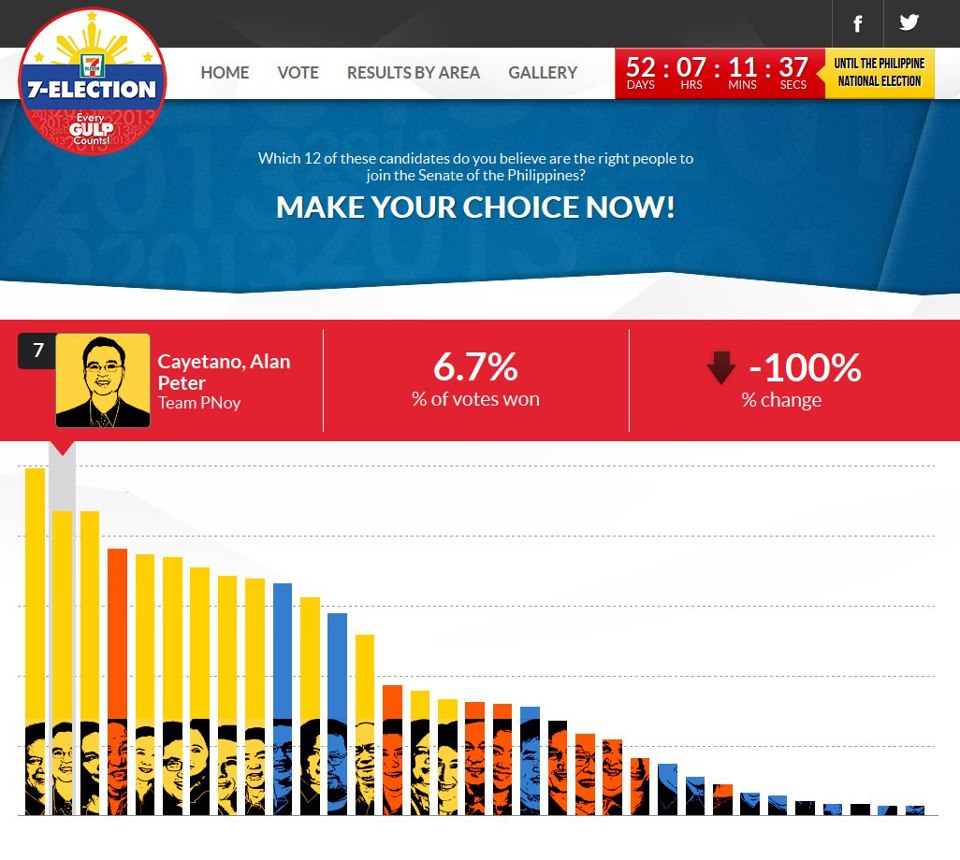 f
HOME VOTE RESULTS BY AREA GALLERY
52 : 07 : 11 : 37
DAYS HRS MINS SECS
UNTIL THE PHILIPPINE
NATIONAL ELECTION
7
ELEVEN
7-ELECTION
Every
GULP
Counts!
2013
Which 12 of these candidates do you believe are the right people to
join the Senate of the Philippines?
MAKE YOUR CHOICE NOW!
7
Cayetano, Alan
Peter
Team PNoy
6.7%
% of votes won
-100%
% change